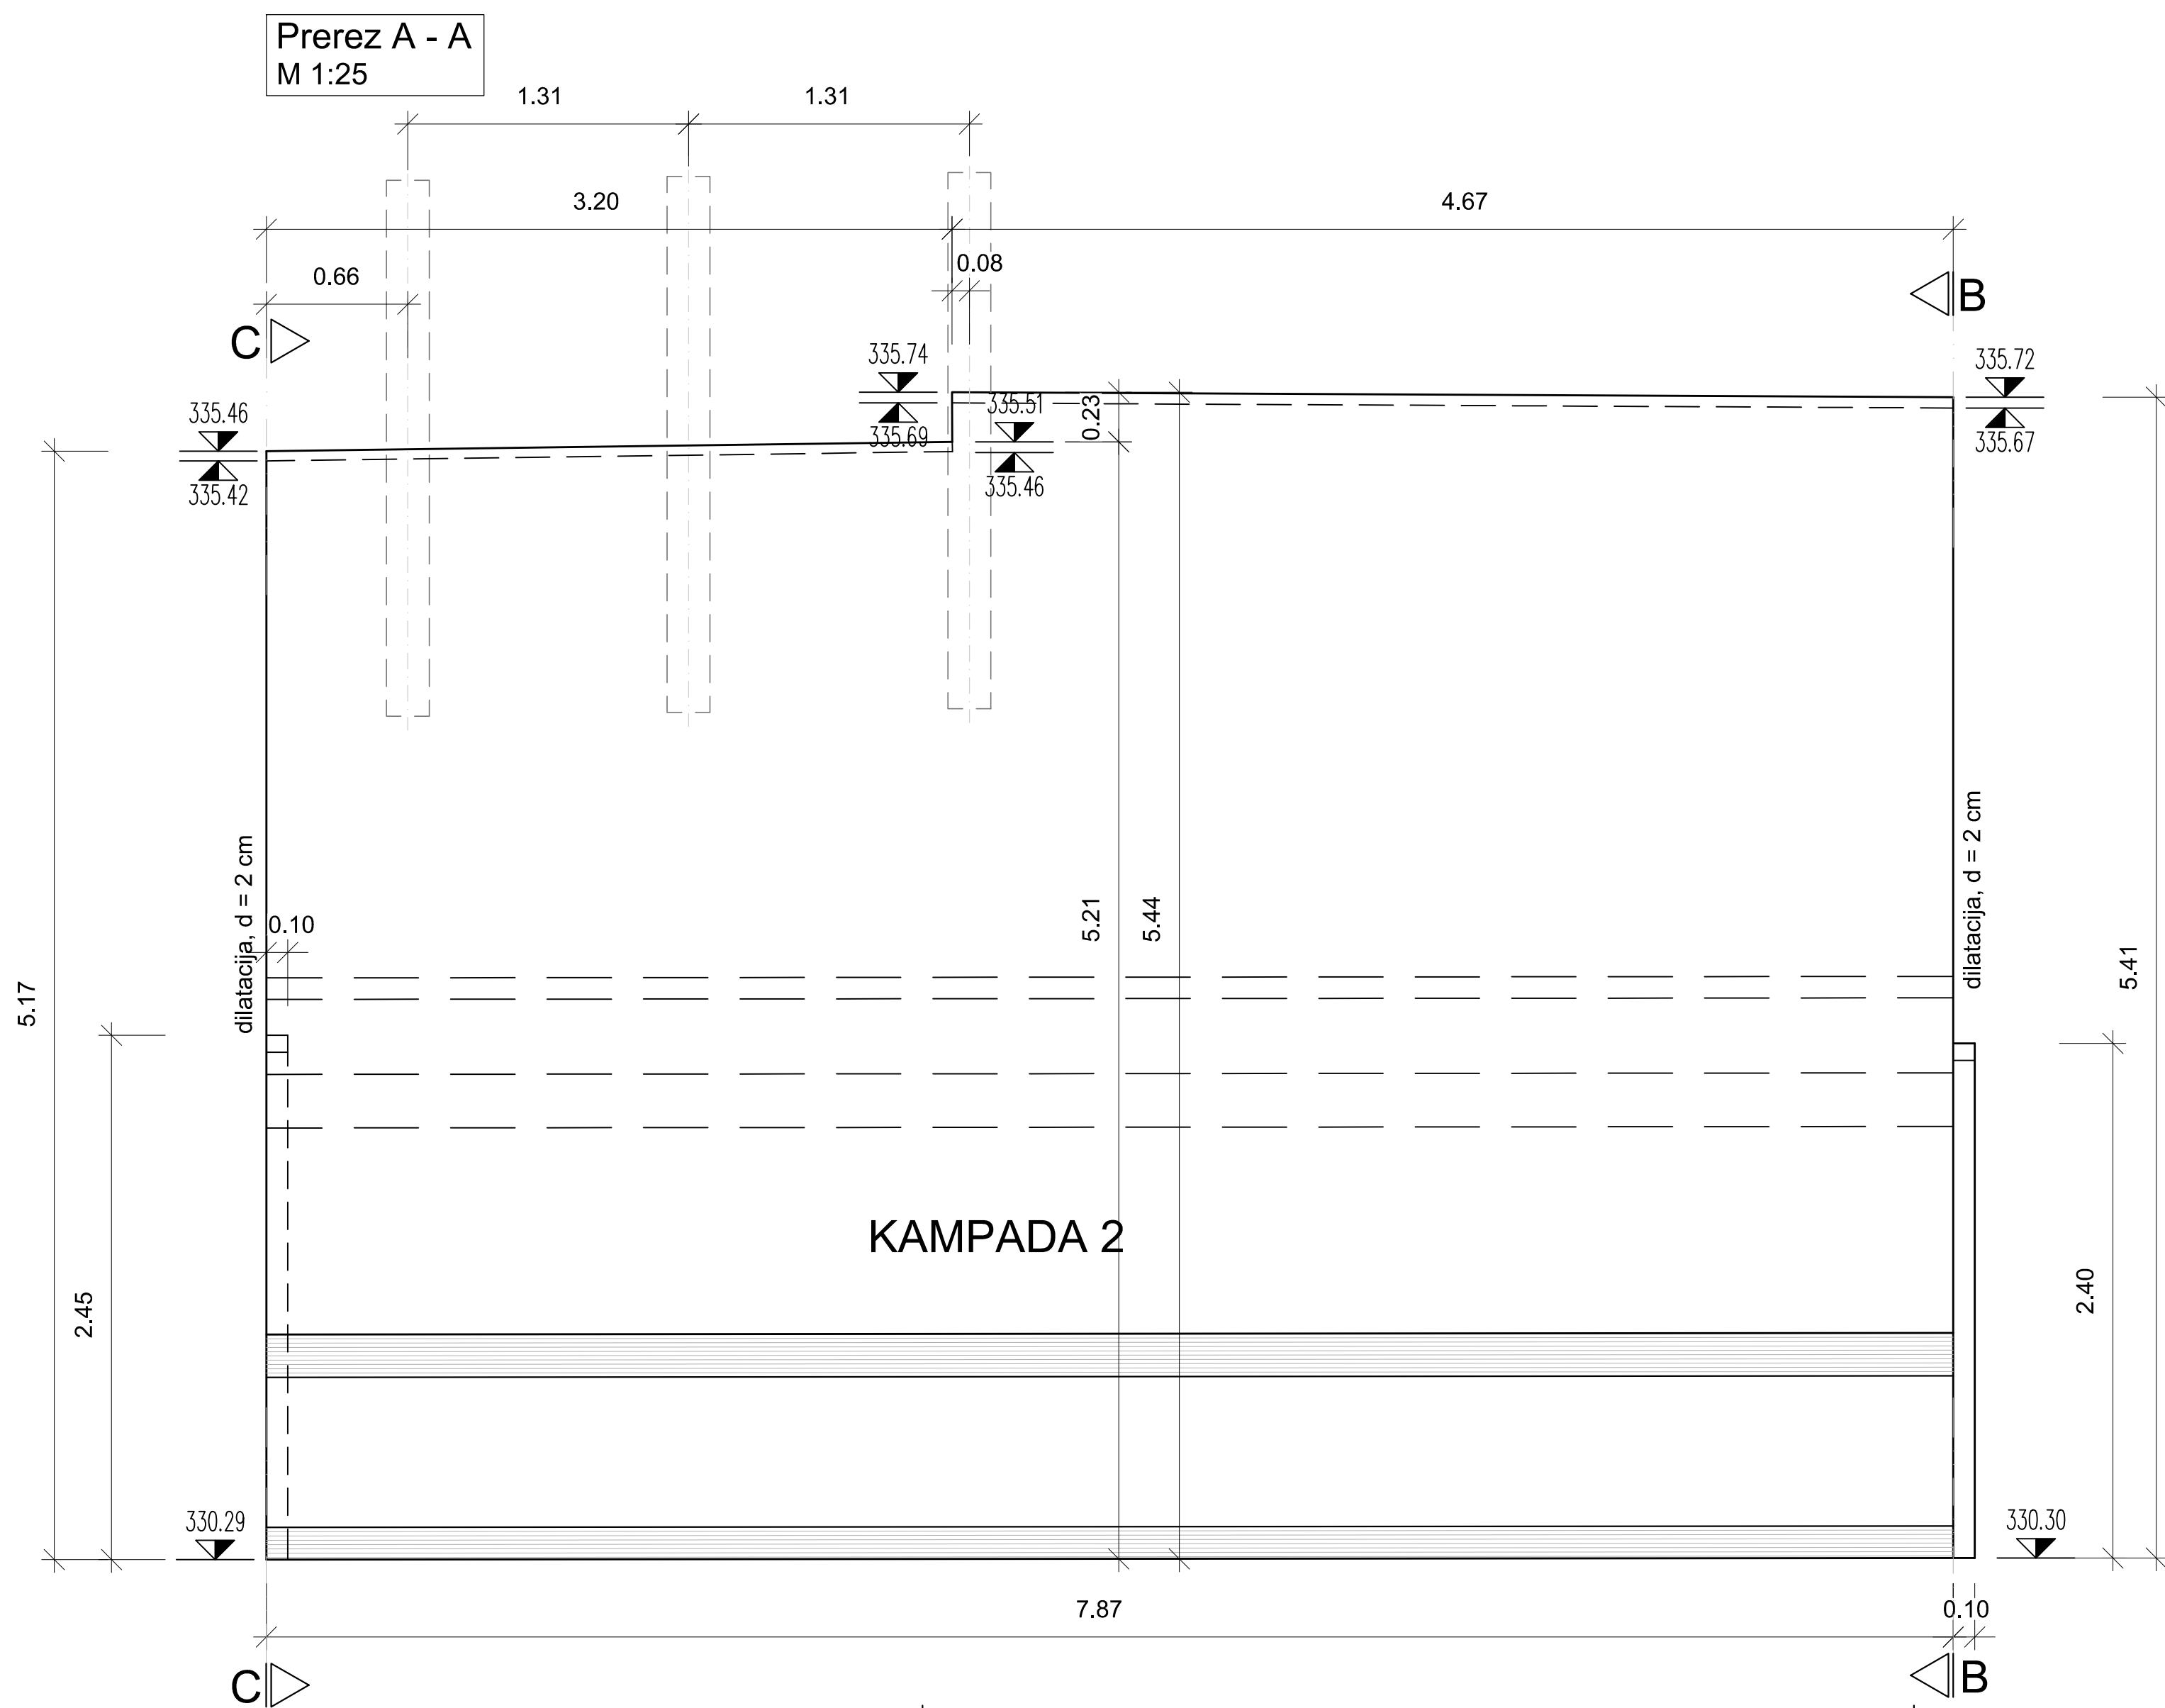 Prerez A - A
M 1:25
1.31
1.31
3.20
4.67
0.66
0.08
C
B
335.74
335.72
335.46
335.51
0.23
335.69
335.67
335.42
335.46
dilatacija, d = 2 cm
dilatacija, d = 2 cm
0.10
5.21
5.44
5.17
5.41
2.45
2.40
KAMPADA 2
330.29
330.30
7.87
0.10
C
B